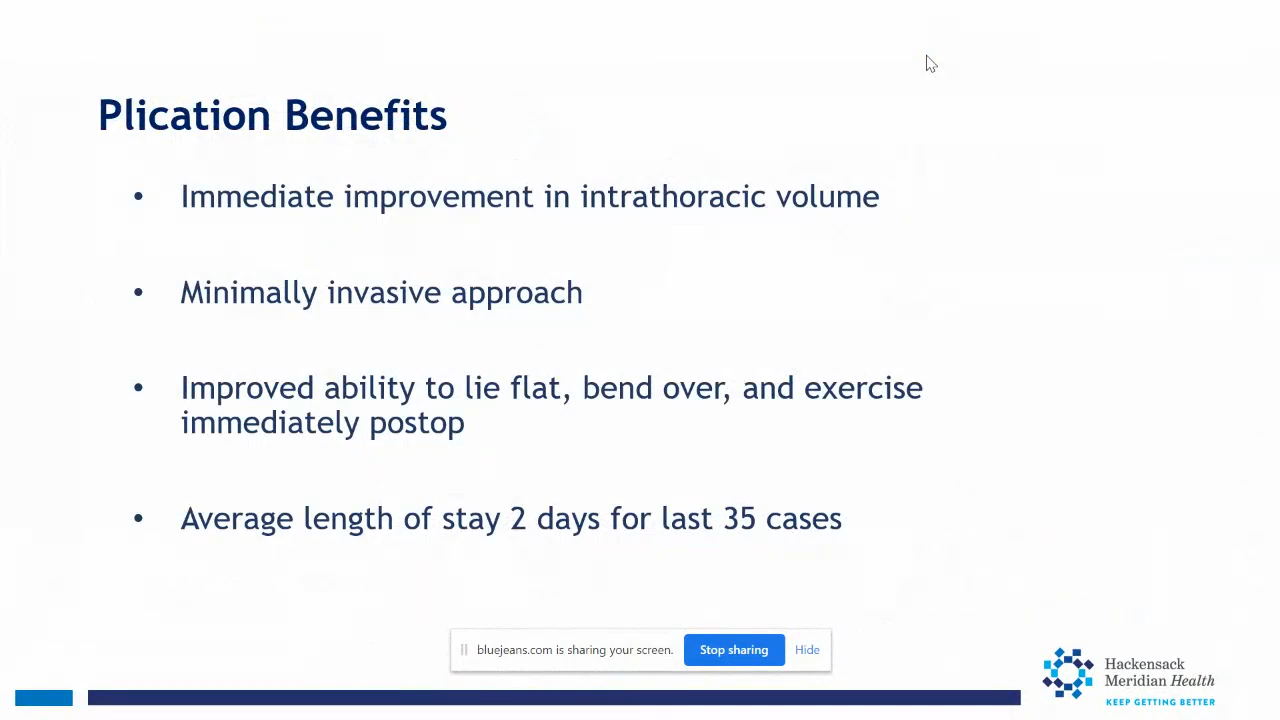 Plication Benefits
• Immediate improvement in intrathoracic volume
• Minimally invasive approach
• Improved ability to lie flat, bend over, and exercise
immediately postop
• Average length of stay 2 days for last 35 cases
bluejeans.com is sharing your screen. Stop sharing Hide
Hackensack
Meridian Health
KEEP GETTING BETTER